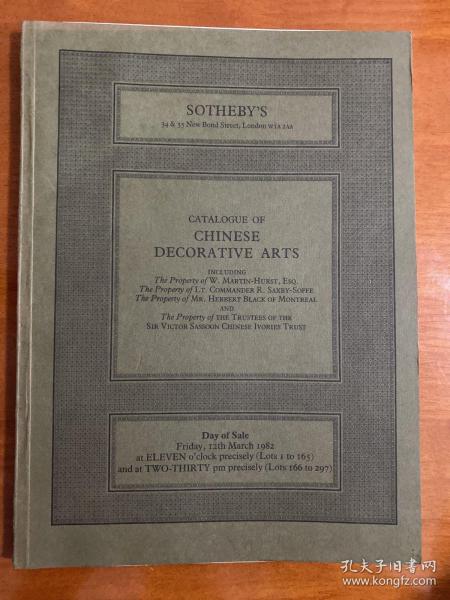 SOTHEBY'S
34 & 35 New Bond Street, London W1A 2AA
CATALOGUE OF
CHINESE
DECORATIVE ARTS
INCLUDING
The Property of W. MARTIN-HURST, ESQ.
The Property of LT. COMMANDER R. SAXBY-SOFFE
The Property of MR. HERBERT BLACK OF MONTREAL
AND
The Property of THE TRUSTEES OF THE
SIR VICTOR SASSOON CHINESE IVORIES TRUST
Day of Sale
Friday, 12th March 1982
at ELEVEN o'clock precisely (Lots 1 to 165)
and at TWO-THIRTY pm precisely (Lots 166 to 297)
孔夫子旧书网
www.kongfz.com